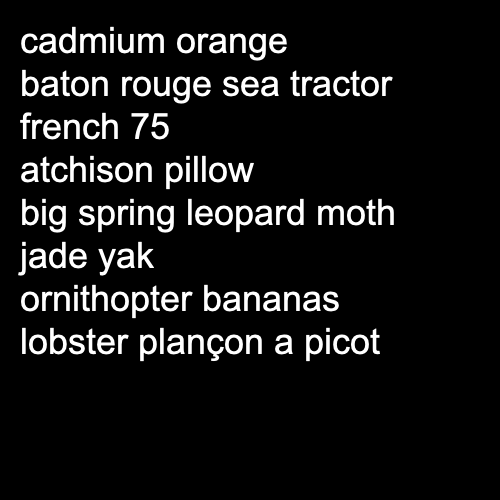 cadmium orange
baton rouge sea tractor
french 75
atchison pillow
big spring leopard moth
jade yak
ornithopter bananas
lobster plançon a picot